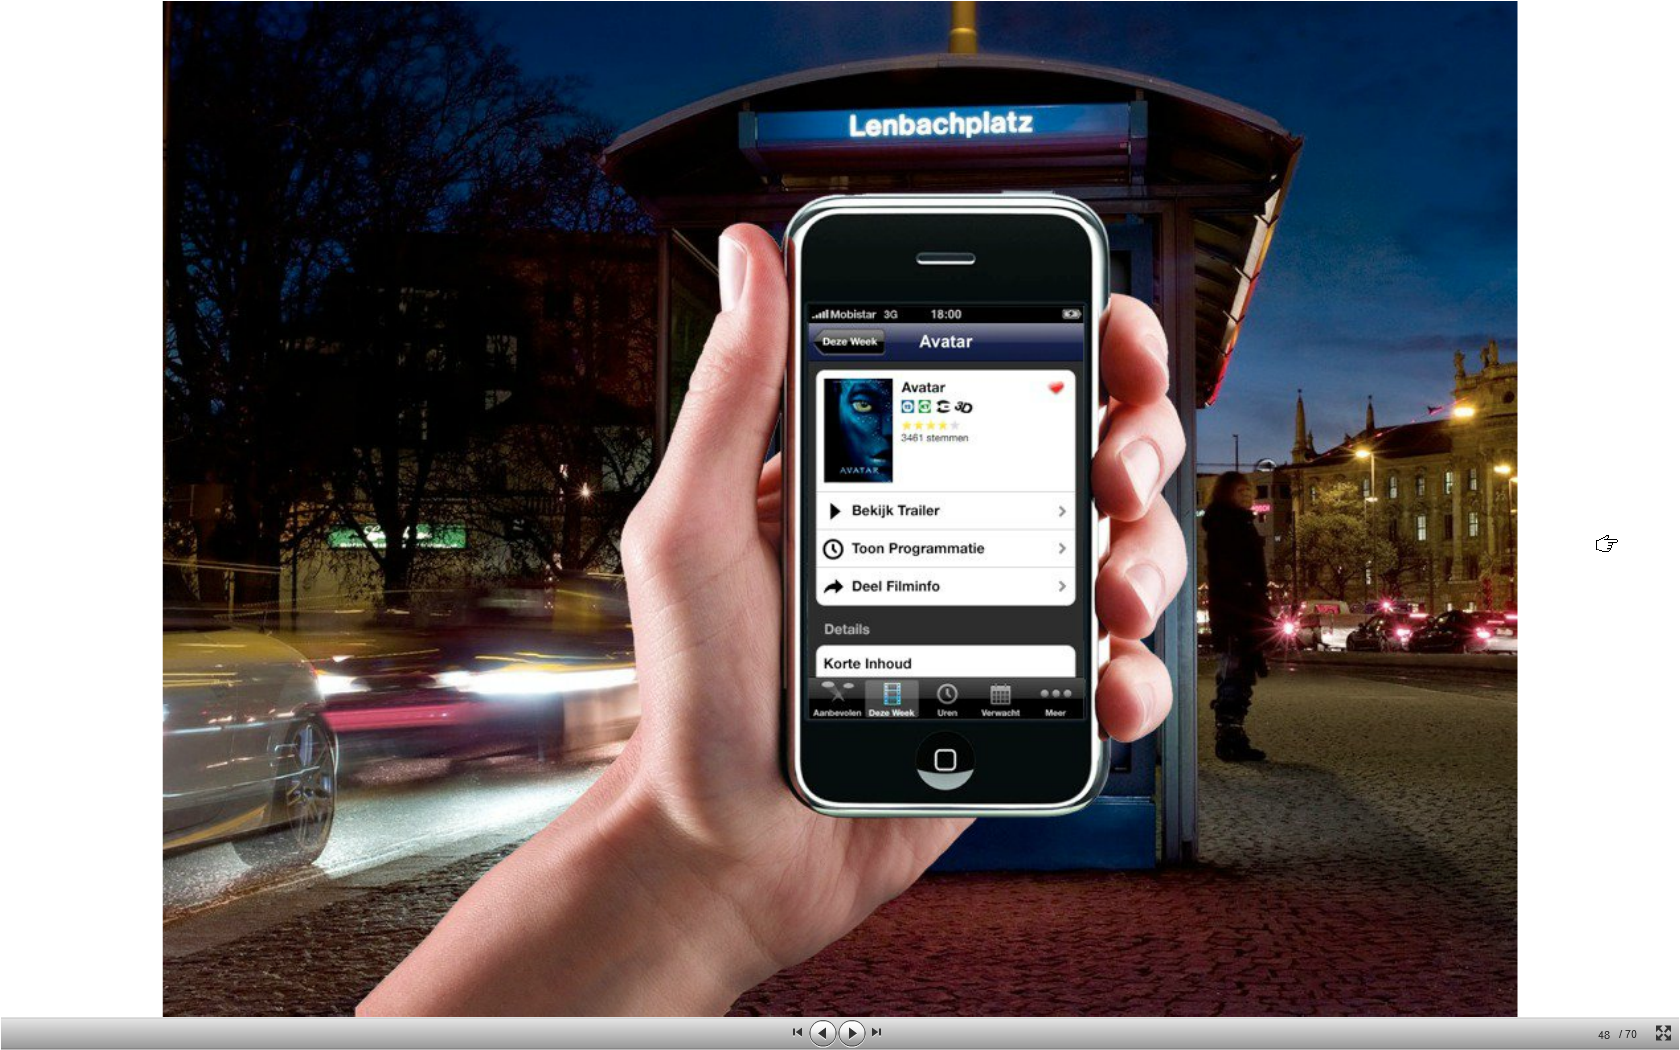 Lenbachplatz
Mobistar 3G 18:00
Deze Week Avatar
Avatar
3D
3461 stemmen
AVATAR
Bekijk Trailer
Toon Programmatie
Deel Filminfo
Details
Korte Inhoud
Aanbevolen Deze Week Uren Verwacht Meer
48 / 70